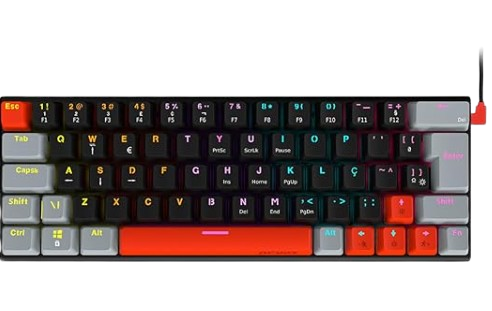 Esc 1! F1 2@ F2 3# F3 4$ F4 5% F5 6¨ F6 7& F7 8* F8 9( F9 0) F10 -_ F11 =+ F12 Del
Tab Q W E R T Y U I O P ´` [{
PrtSc ScrLk Pause Enter
Caps A S D F G H J K L Ç ~^ ]}
Ins Home PgUp
Shift \| Z X C V B N M ,< .> ;: Shift
Del End PgDn
Ctrl Alt Alt Fn